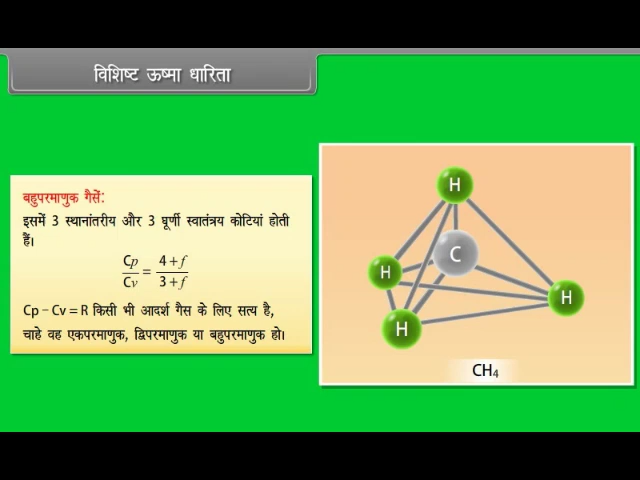 विशिष्ट ऊष्मा धारिता
बहुपरमाणुक गैसें:
इसमें 3 स्थानांतरीय और 3 घूर्णी स्वातंत्रय कोटियां होती
हैं।
Cp/Cv = 4+f/3+f
Cp – Cv = R किसी भी आदर्श गैस के लिए सत्य है,
चाहे वह एकपरमाणुक, द्विपरमाणुक या बहुपरमाणुक हो।
H
C
H
H
H
CH₄